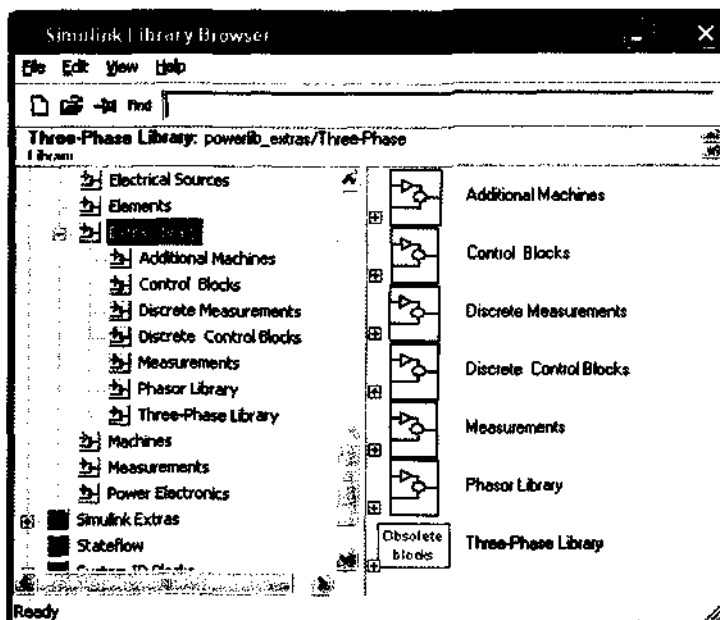 Simulink Library Browser
File Edit View Help
Find
Three-Phase Library: powerlib_extras/Three-Phase
Library
Electrical Sources
Elements
Additional Machines
Control Blocks
Discrete Measurements
Discrete Control Blocks
Measurements
Phasor Library
Three-Phase Library
Machines
Measurements
Power Electronics
Simulink Extras
Stateflow
Additional Machines
Control Blocks
Discrete Measurements
Discrete Control Blocks
Measurements
Phasor Library
Obsolete
blocks
Three-Phase Library
Ready